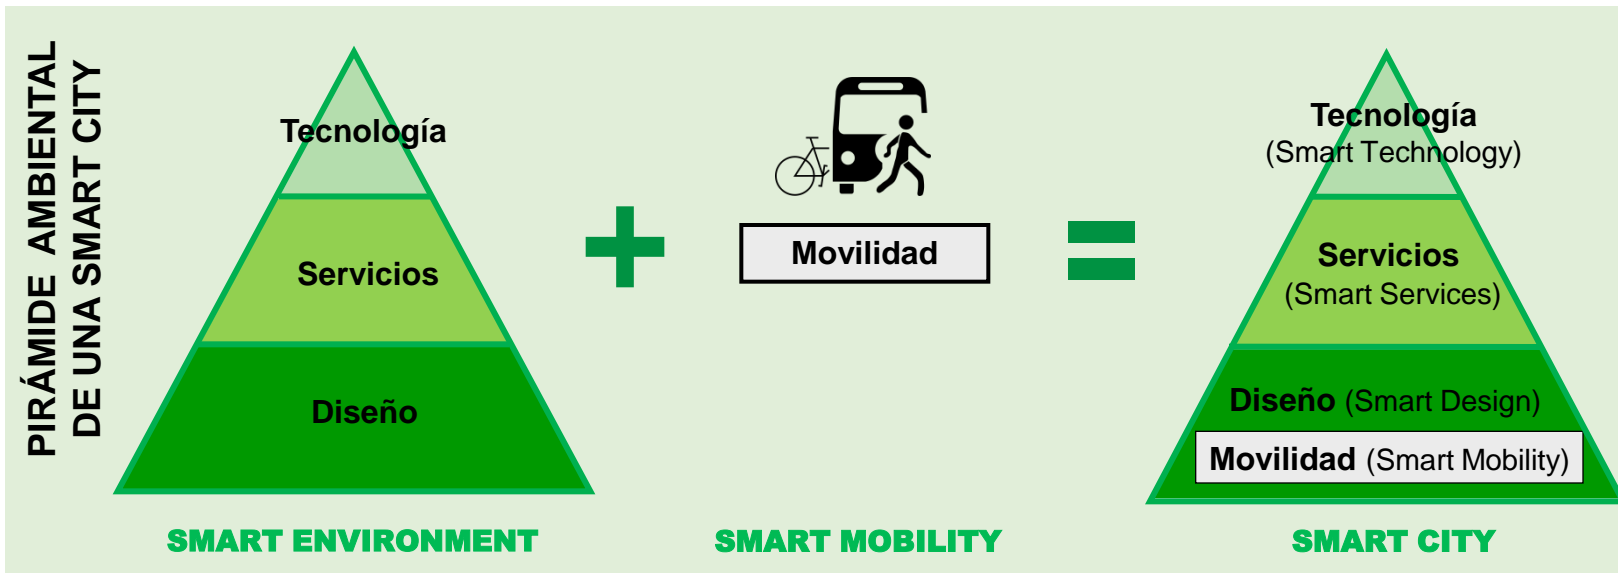 PIRÁMIDE AMBIENTAL
DE UNA SMART CITY
Tecnología
Servicios
Diseño
SMART ENVIRONMENT
Movilidad
SMART MOBILITY
Tecnología
(Smart Technology)
Servicios
(Smart Services)
Diseño (Smart Design)
Movilidad (Smart Mobility)
SMART CITY